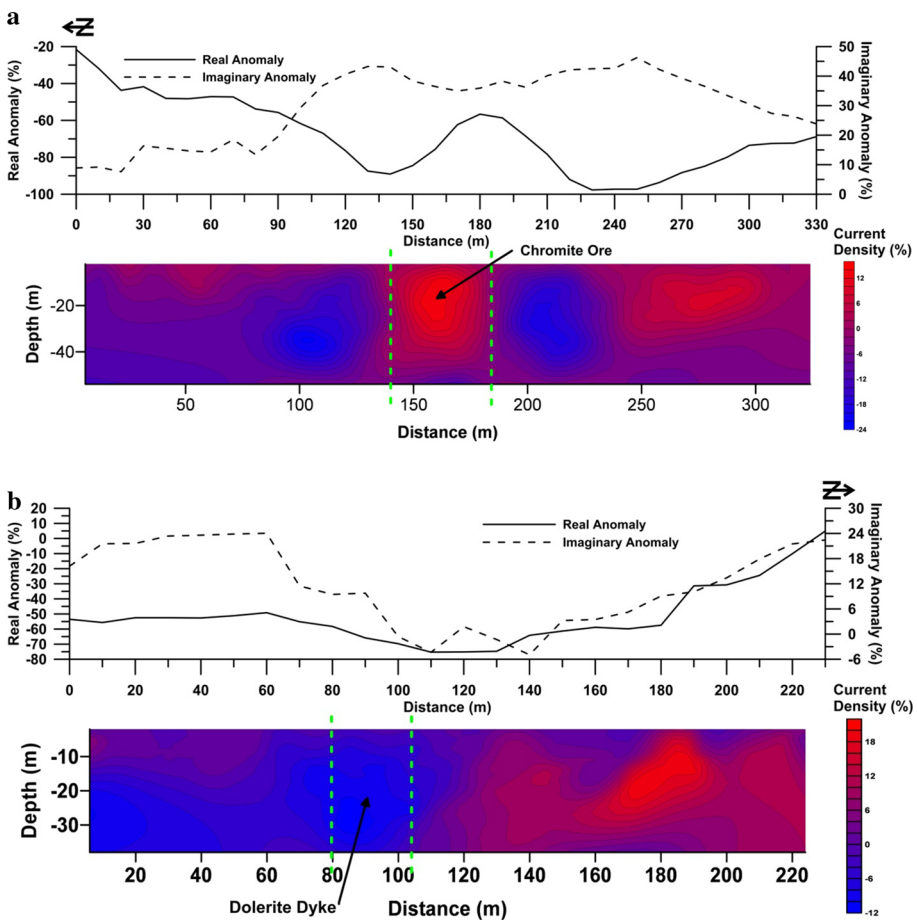 a
N
Real Anomaly
Imaginary Anomaly
Real Anomaly (%)
-20
-40
-60
-80
-100
Imaginary Anomaly (%)
50
40
30
20
10
0
0 30 60 90 120 150 180 210 240 270 300 330
Distance (m)
Chromite Ore
Current Density (%)
12
6
0
-6
-12
-18
-24
Depth (m)
-20
-40
50 100 150 200 250 300
Distance (m)
b
N
Real Anomaly
Imaginary Anomaly
Real Anomaly (%)
20
10
0
-10
-20
-30
-40
-50
-60
-70
-80
Imaginary Anomaly (%)
30
24
18
12
6
0
-6
0 20 40 60 80 100 120 140 160 180 200 220
Distance (m)
Current Density (%)
18
12
6
0
-6
-12
Depth (m)
-10
-20
-30
20 40 60 80 100 120 140 160 180 200 220
Dolerite Dyke
Distance (m)